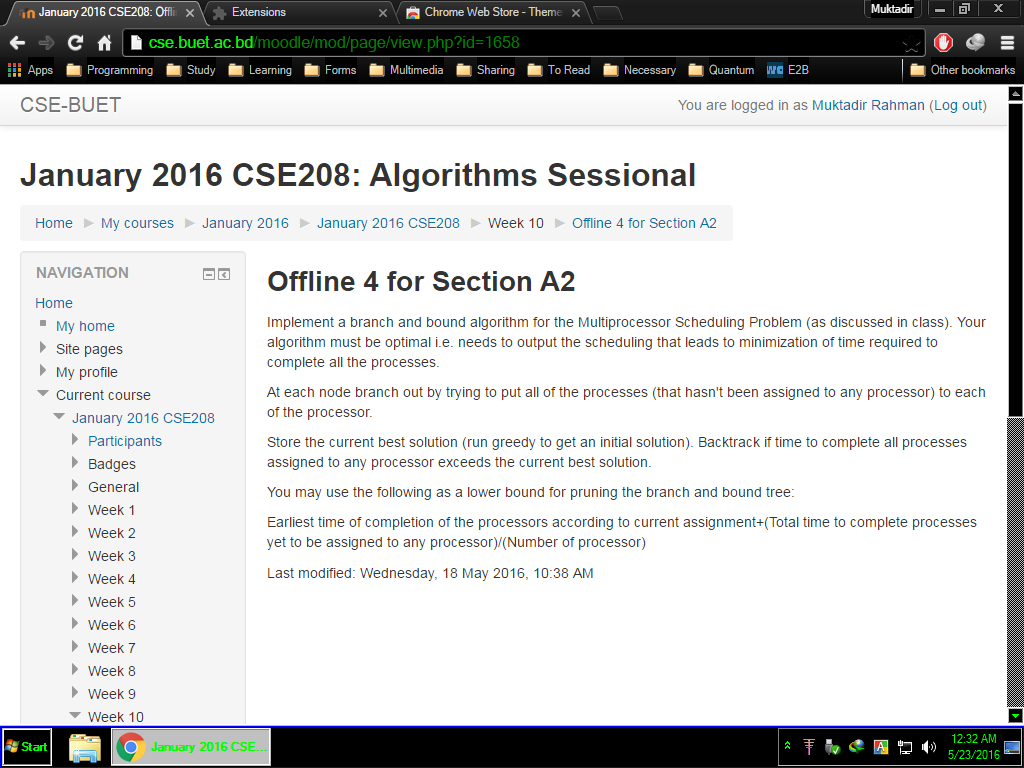 January 2016 CSE208: Offli
Extensions
Chrome Web Store - Theme
Muktadir
cse.buet.ac.bd/moodle/mod/page/view.php?id=1658
Apps Programming Study Learning Forms Multimedia Sharing To Read Necessary Quantum E2B Other bookmarks
CSE-BUET
You are logged in as Muktadir Rahman (Log out)
January 2016 CSE208: Algorithms Sessional
Home My courses January 2016 January 2016 CSE208 Week 10 Offline 4 for Section A2
NAVIGATION
Home
My home
Site pages
My profile
Current course
January 2016 CSE208
Participants
Badges
General
Week 1
Week 2
Week 3
Week 4
Week 5
Week 6
Week 7
Week 8
Week 9
Week 10
Offline 4 for Section A2
Implement a branch and bound algorithm for the Multiprocessor Scheduling Problem (as discussed in class). Your
algorithm must be optimal i.e. needs to output the scheduling that leads to minimization of time required to
complete all the processes.
At each node branch out by trying to put all of the processes (that hasn't been assigned to any processor) to each
of the processor.
Store the current best solution (run greedy to get an initial solution). Backtrack if time to complete all processes
assigned to any processor exceeds the current best solution.
You may use the following as a lower bound for pruning the branch and bound tree:
Earliest time of completion of the processors according to current assignment+(Total time to complete processes
yet to be assigned to any processor)/(Number of processor)
Last modified: Wednesday, 18 May 2016, 10:38 AM
Start
January 2016 CSE...
12:32 AM
5/23/2016